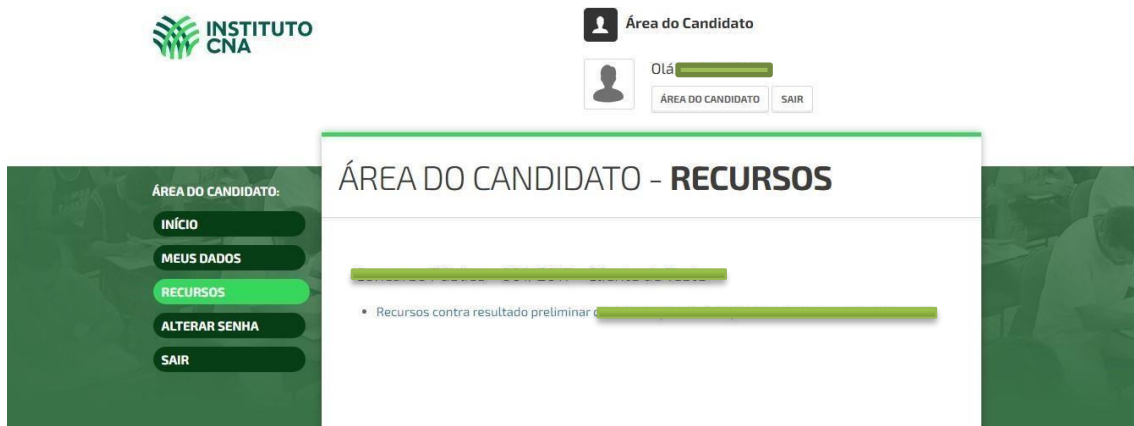 INSTITUTO
CNA
Área do Candidato
Olá
ÁREA DO CANDIDATO SAIR
ÁREA DO CANDIDATO - RECURSOS
ÁREA DO CANDIDATO:
INÍCIO
MEUS DADOS
RECURSOS
ALTERAR SENHA
SAIR
Recursos contra resultado preliminar